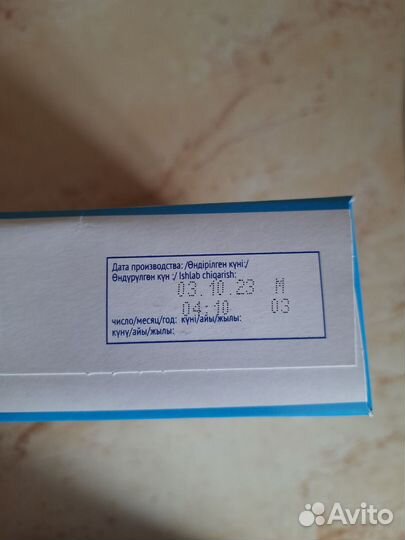 Дата производства: /Өндірілген күні:/
Өндүрүлгөн күн :/ Ishlab chiqarish:
03.10.23 M
04:10 03
число/месяц/год: күні/айы/жылы:
күнү/айы/жылы:
Avito